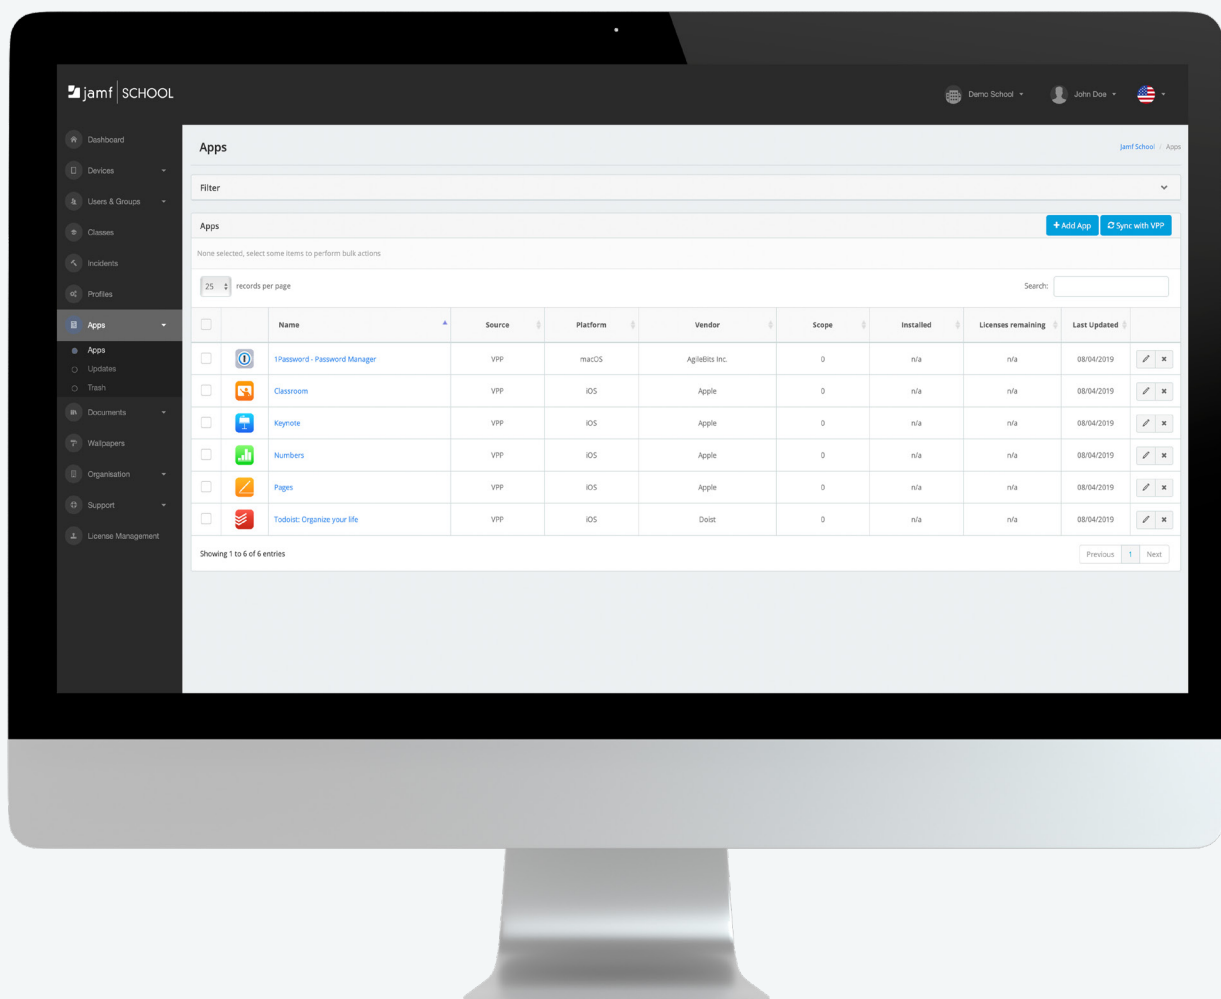 jamf SCHOOL
Demo School
John Doe
Dashboard
Devices
Users & Groups
Classes
Incidents
Profiles
Apps
Apps
Updates
Trash
Documents
Wallpapers
Organisation
Support
License Management
Apps
Jamf School / Apps
Filter
Apps
+ Add App
Sync with VPP
None selected, select some items to perform bulk actions
25 records per page
Search:
Name Source Platform Vendor Scope Installed Licenses remaining Last Updated
1Password - Password Manager VPP macOS AgileBits Inc. 0 n/a n/a 08/04/2019
Classroom VPP iOS Apple 0 n/a n/a 08/04/2019
Keynote VPP iOS Apple 0 n/a n/a 08/04/2019
Numbers VPP iOS Apple 0 n/a n/a 08/04/2019
Pages VPP iOS Apple 0 n/a n/a 08/04/2019
Todoist: Organize your life VPP iOS Doist 0 n/a n/a 08/04/2019
Showing 1 to 6 of 6 entries
Previous 1 Next